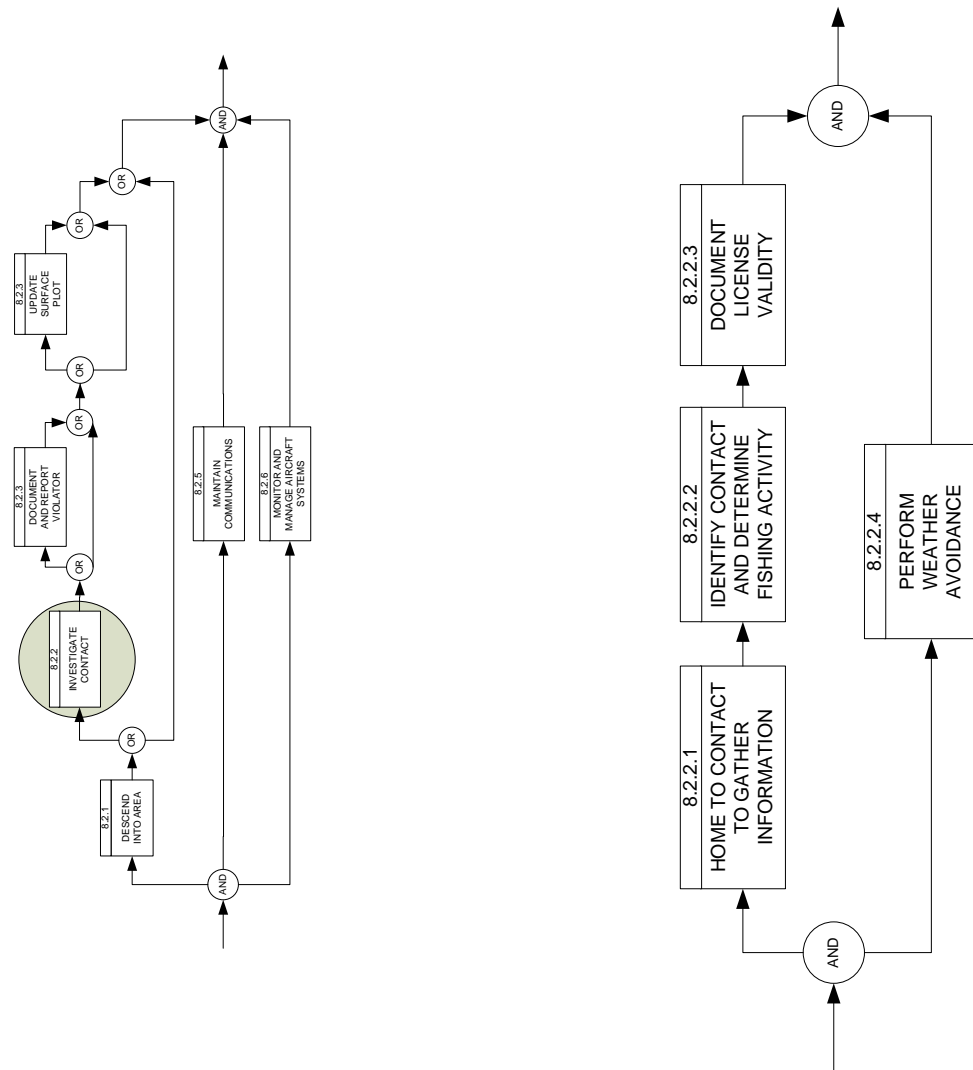 AND
8.2.1
DESCEND
INTO AREA
OR
8.2.2
INVESTIGATE
CONTACT
OR
8.2.3
DOCUMENT
AND REPORT
VIOLATOR
OR
OR
8.2.3
UPDATE
SURFACE
PLOT
OR
OR
8.2.5
MAINTAIN
COMMUNICATIONS
8.2.6
MONITOR AND
MANAGE AIRCRAFT
SYSTEMS
AND
AND
8.2.2.1
HOME TO CONTACT
TO GATHER
INFORMATION
8.2.2.2
IDENTIFY CONTACT
AND DETERMINE
FISHING ACTIVITY
8.2.2.3
DOCUMENT
LICENSE
VALIDITY
8.2.2.4
PERFORM
WEATHER
AVOIDANCE
AND